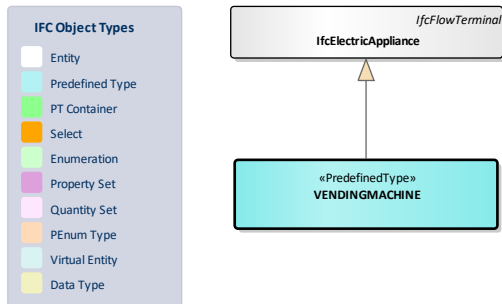 IFC Object Types
Entity
Predefined Type
PT Container
Select
Enumeration
Property Set
Quantity Set
PEnum Type
Virtual Entity
Data Type
IfcFlowTerminal
IfcElectricAppliance
«PredefinedType»
VENDINGMACHINE